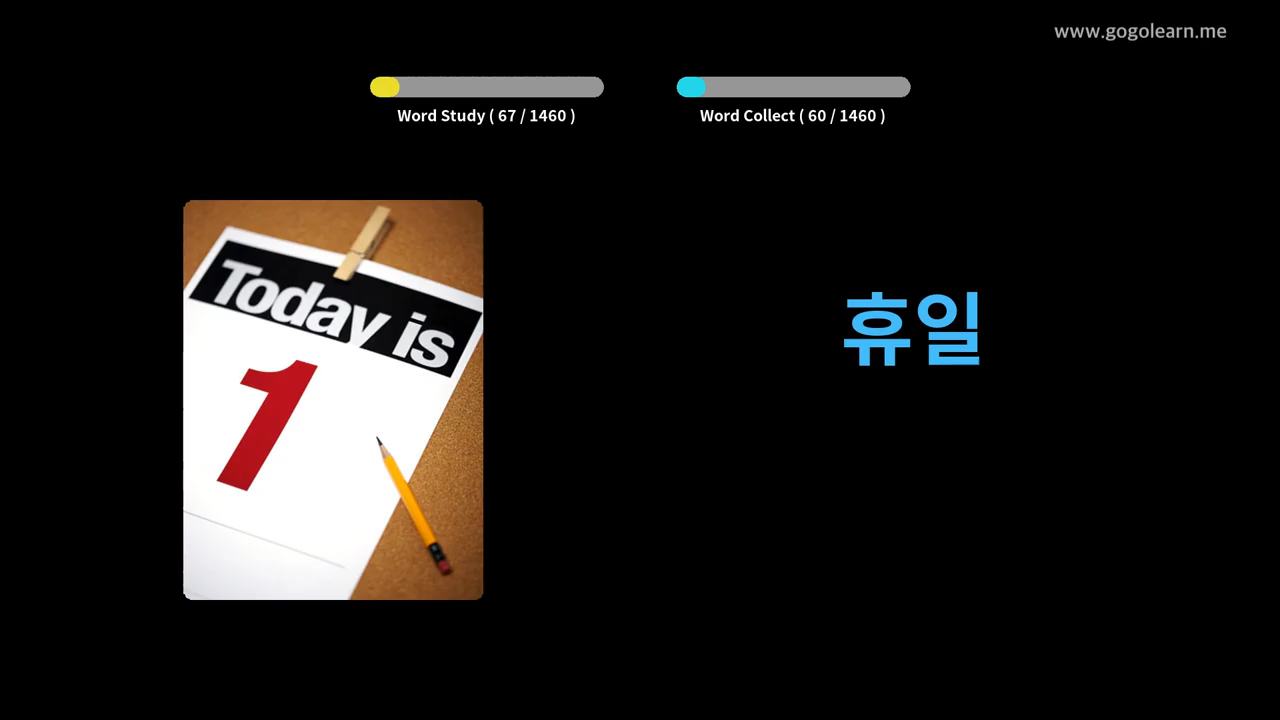 www.gogolearn.me
Word Study ( 67 / 1460 )
Word Collect ( 60 / 1460 )
Today is
1
휴일